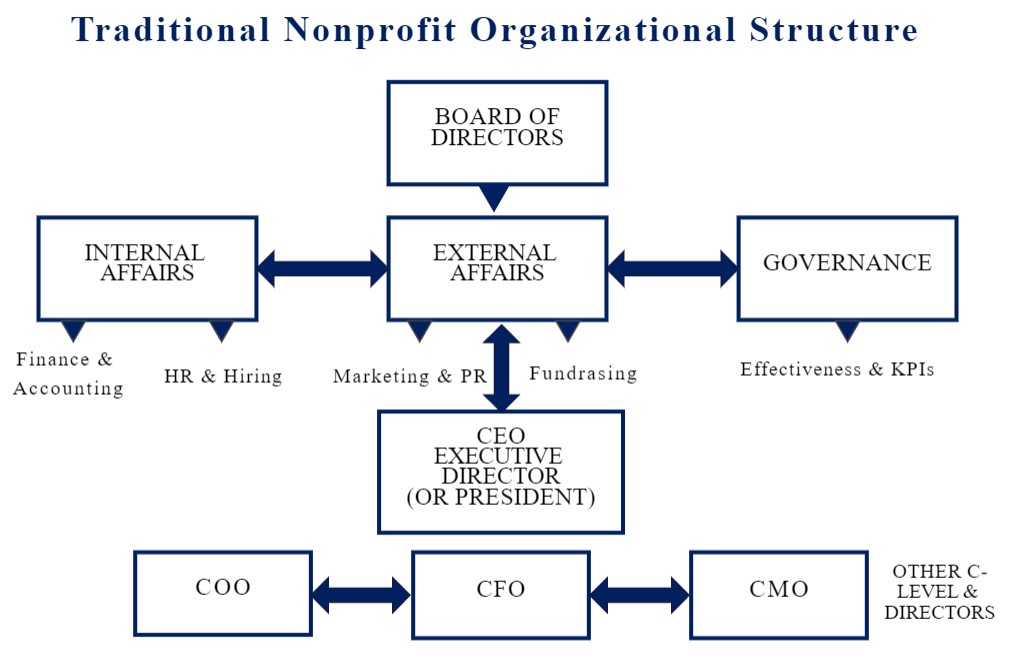 Traditional Nonprofit Organizational Structure
BOARD OF
DIRECTORS
INTERNAL
AFFAIRS
EXTERNAL
AFFAIRS
GOVERNANCE
Finance &
Accounting
HR & Hiring
Marketing & PR
Fundrasing
Effectiveness & KPIs
CEO
EXECUTIVE
DIRECTOR
(OR PRESIDENT)
COO
CFO
CMO
OTHER C-
LEVEL &
DIRECTORS